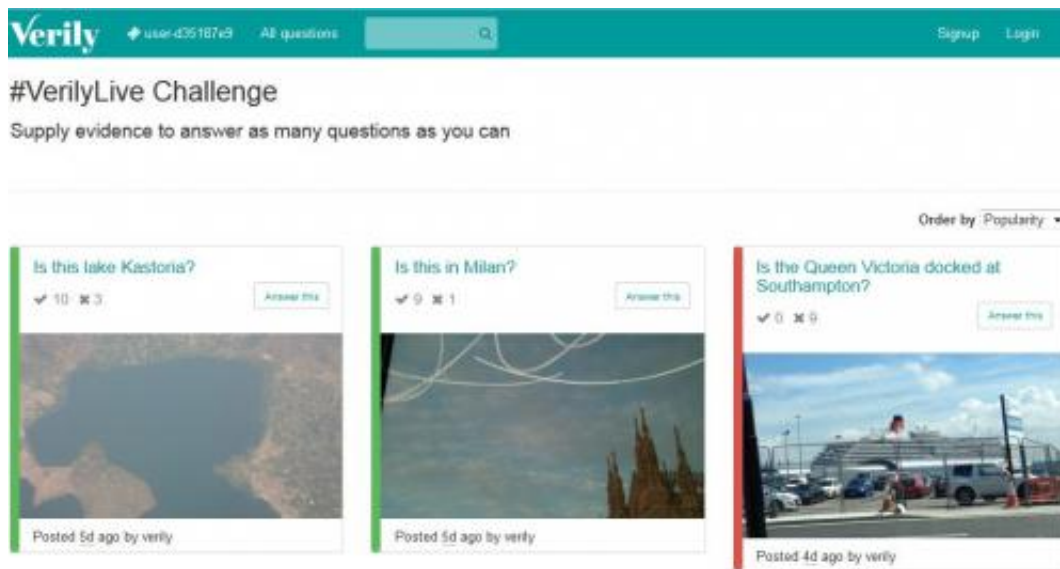 Verily user-d35187e9 All questions Signup Login
#VerilyLive Challenge
Supply evidence to answer as many questions as you can
Order by Popularity
Is this lake Kastoria?
10 3
Answer this
Posted 5d ago by verily
Is this in Milan?
9 1
Answer this
Posted 5d ago by verily
Is the Queen Victoria docked at
Southampton?
0 9
Answer this
Posted 4d ago by verily